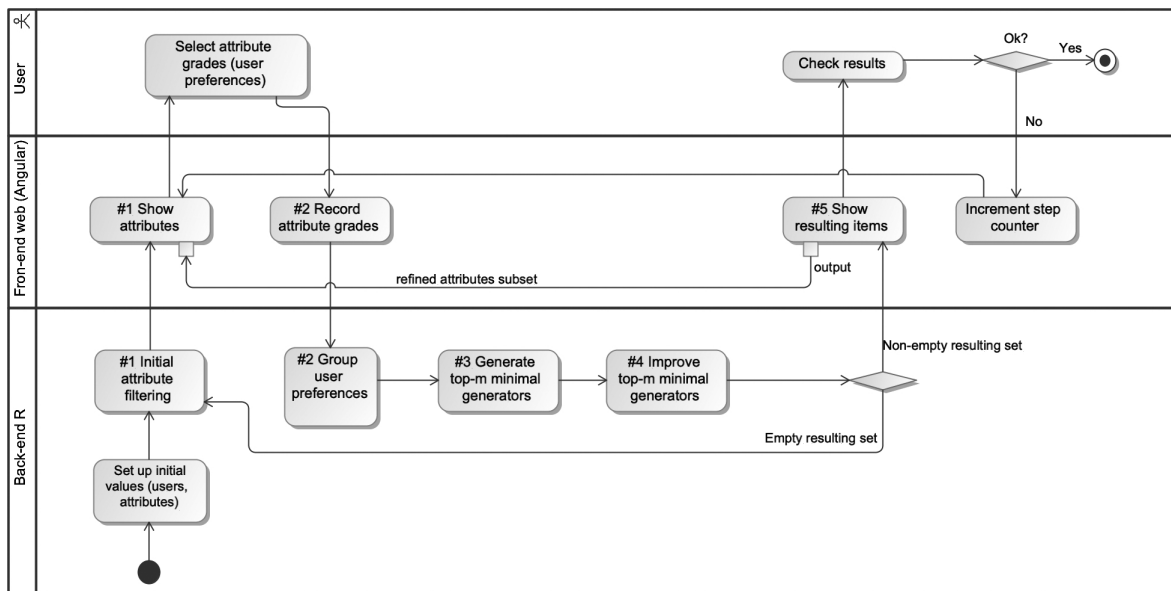 User
Select attribute
grades (user
preferences)
Check results
Ok?
Yes
No
Fron-end web (Angular)
#1 Show
attributes
#2 Record
attribute grades
#5 Show
resulting items
Increment step
counter
output
refined attributes subset
Back-end R
#1 Initial
attribute
filtering
#2 Group
user
preferences
#3 Generate
top-m minimal
generators
#4 Improve
top-m minimal
generators
Non-empty resulting set
Empty resulting set
Set up initial
values (users,
attributes)